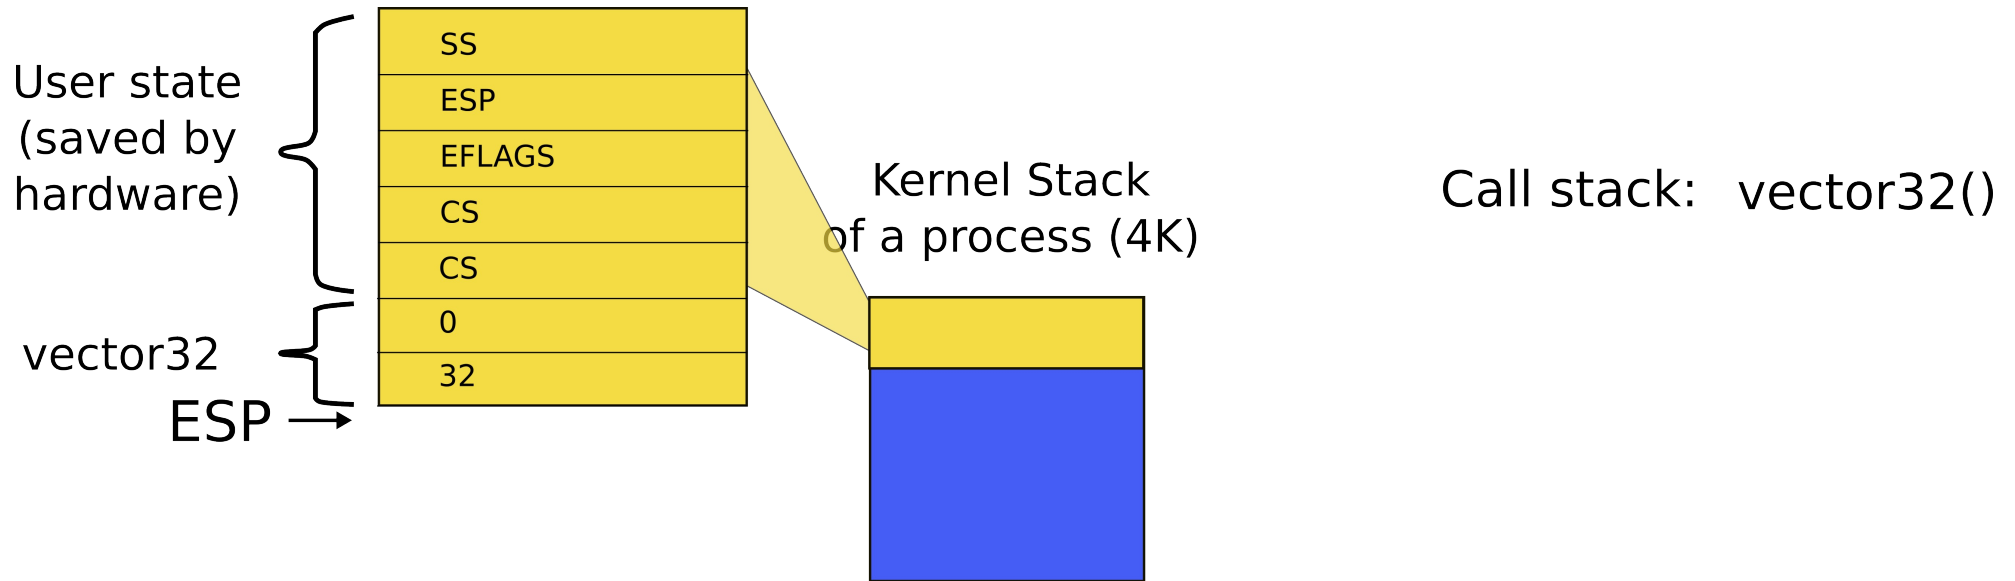 User state
(saved by
hardware)
SS
ESP
EFLAGS
CS
CS
0
32
vector32
ESP
Kernel Stack
of a process (4K)
Call stack: vector32()